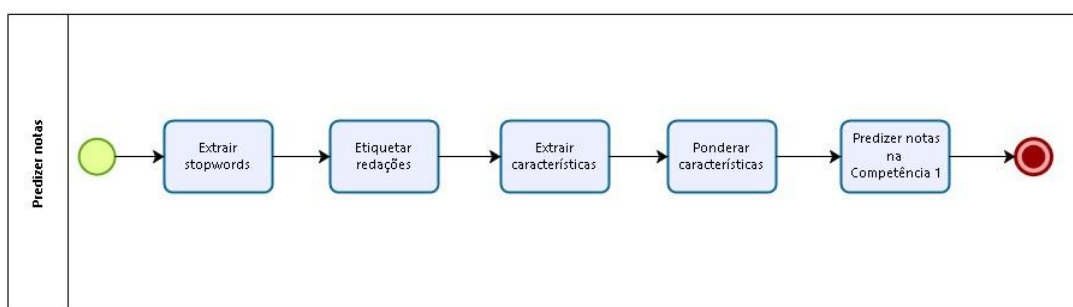 Predizer notas
Extrair
stopwords
Etiquetar
redações
Extrair
características
Ponderar
características
Predizer notas
na
Competência 1